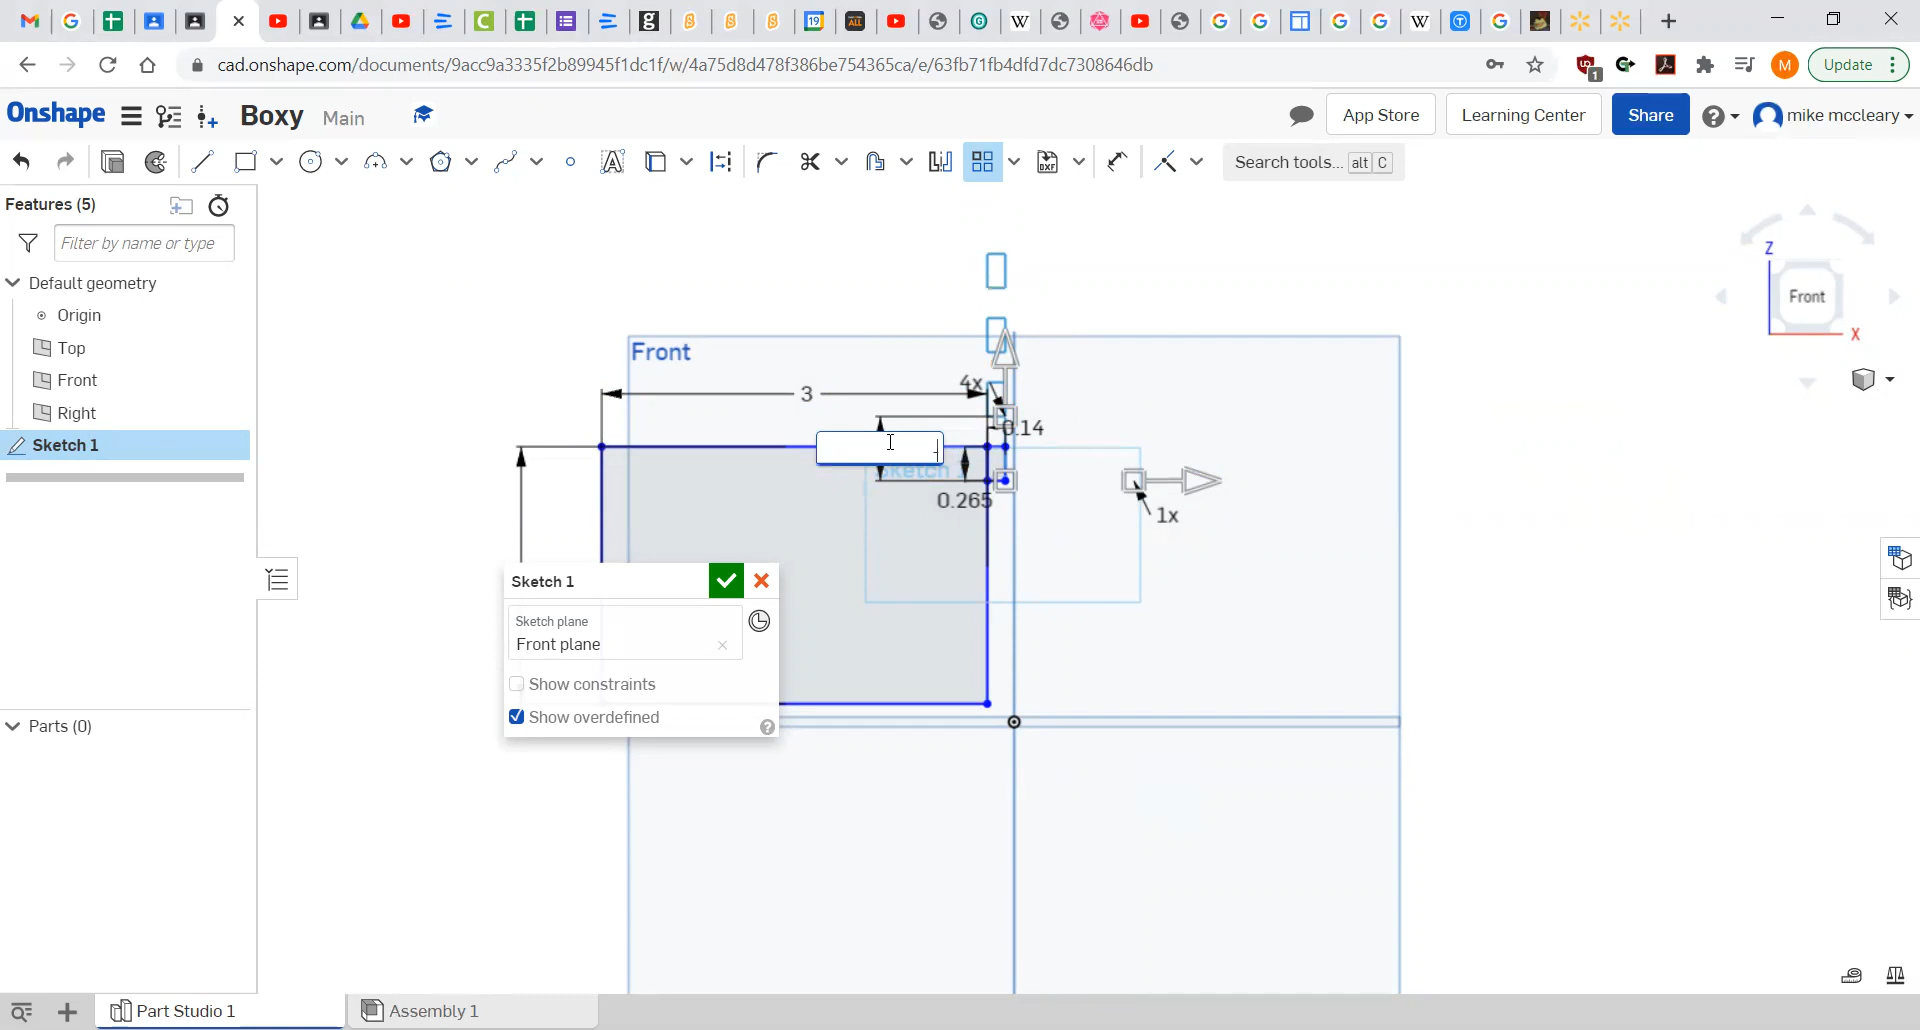 cad.onshape.com/documents/9acc9a3335f2b89945f1dc1f/w/4a75d8d478f386be754365ca/e/63fb71fb4dfd7dc7308646db
Update
Onshape
Boxy
Main
App Store
Learning Center
Share
mike mccleary
Search tools... alt C
Features (5)
Filter by name or type
Default geometry
Origin
Top
Front
Right
Sketch 1
Parts (0)
Front
3
4x
0.14
Sketch
0.265
1x
Sketch 1
Sketch plane
Front plane
Show constraints
Show overdefined
Z
Front
X
Part Studio 1
Assembly 1